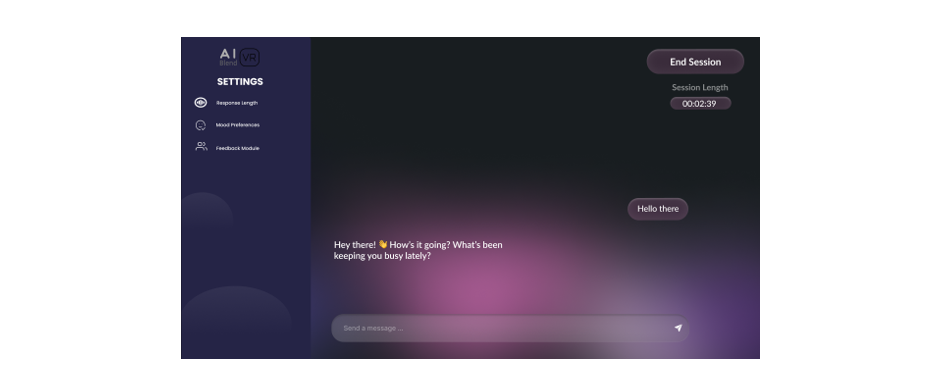 AI
Blend
VR
SETTINGS
Response Length
Mood Preferences
Feedback Module
End Session
Session Length
00:02:39
Hello there
Hey there! 👋 How's it going? What's been
keeping you busy lately?
Send a message ...